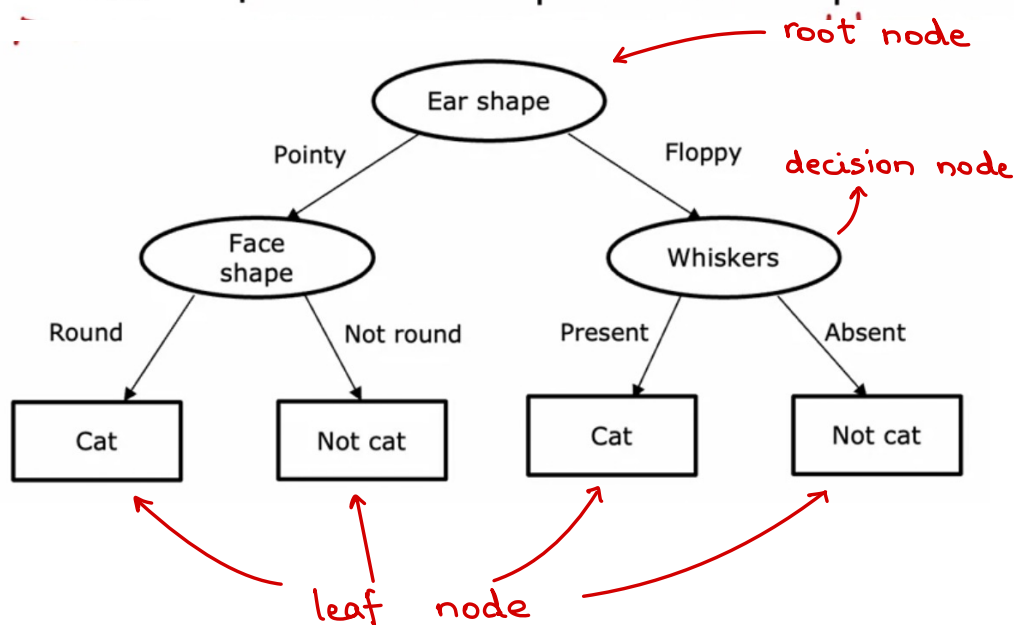 root node
Ear shape
Pointy
Floppy
decision node
Face
shape
Whiskers
Round
Not round
Present
Absent
Cat
Not cat
Cat
Not cat
leaf node